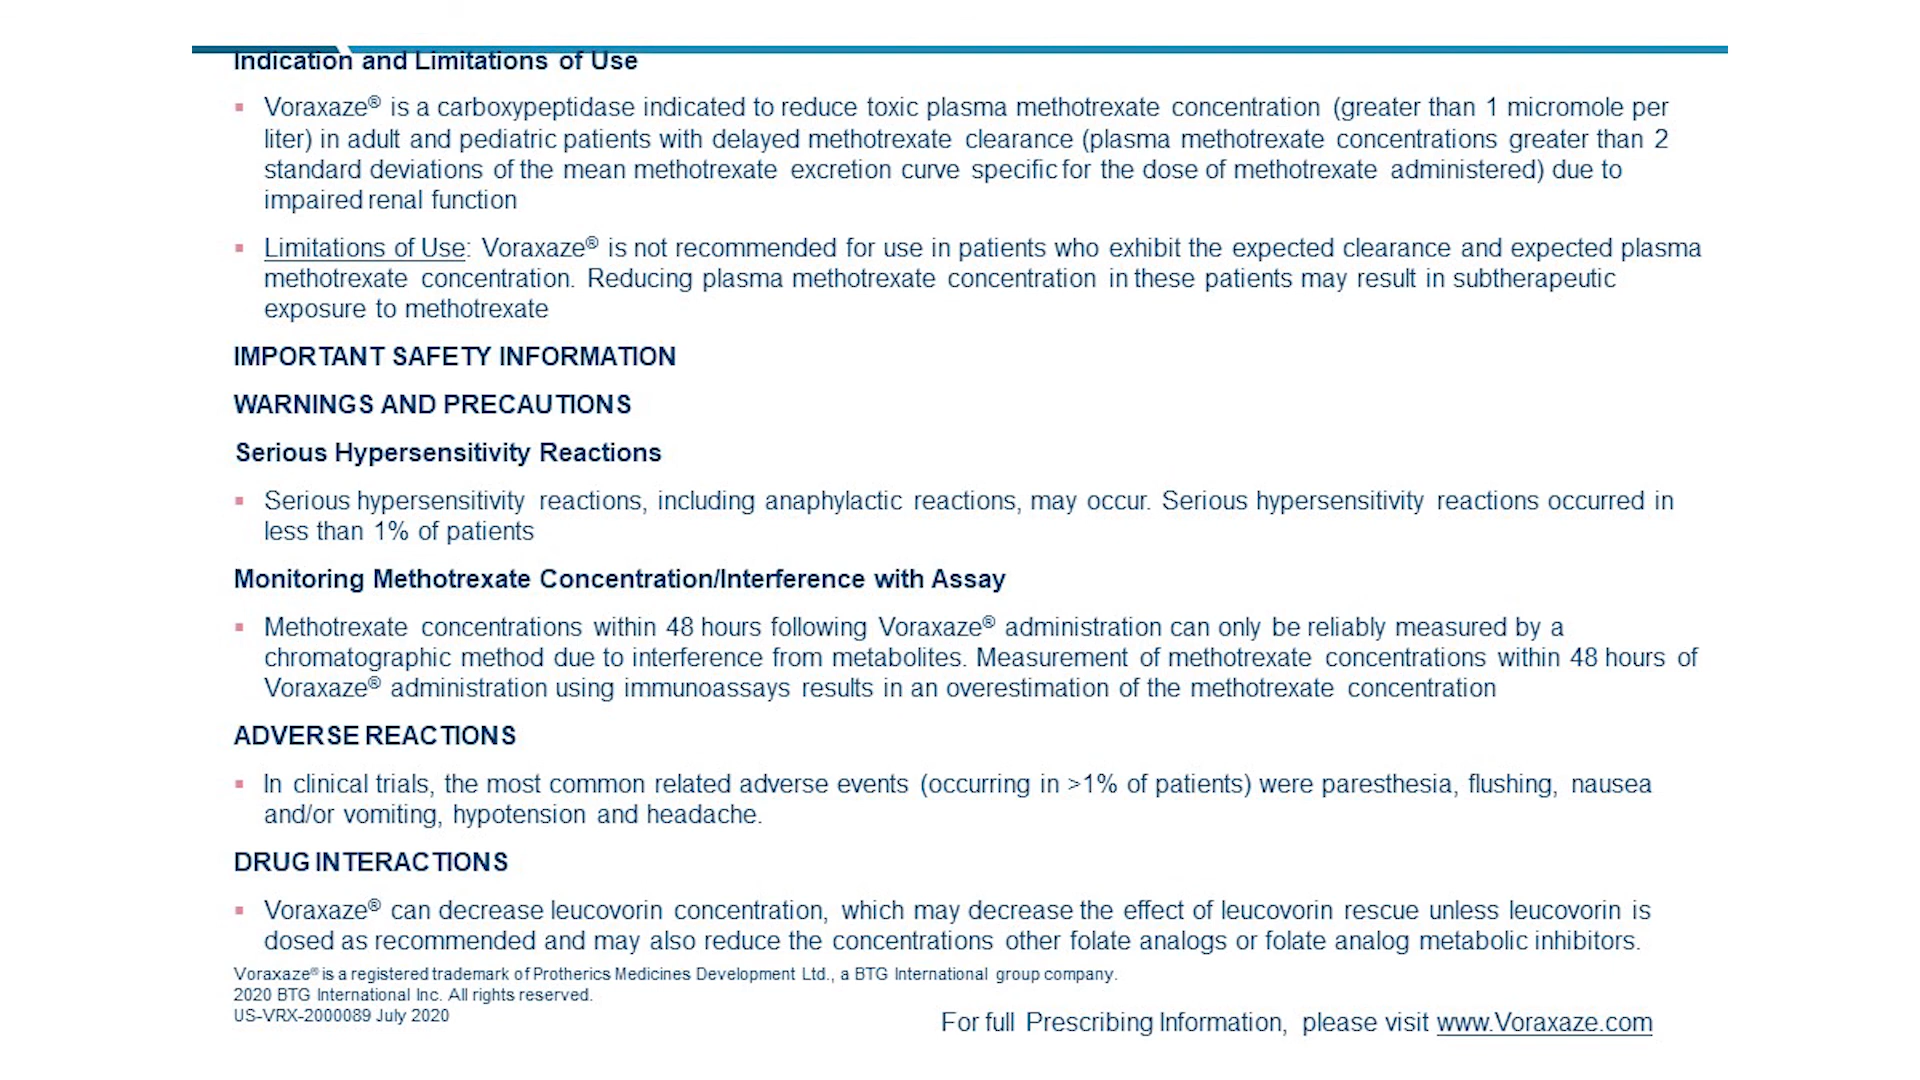 Indication and Limitations of Use
Voraxaze® is a carboxypeptidase indicated to reduce toxic plasma methotrexate concentration (greater than 1 micromole per
liter) in adult and pediatric patients with delayed methotrexate clearance (plasma methotrexate concentrations greater than 2
standard deviations of the mean methotrexate excretion curve specific for the dose of methotrexate administered) due to
impaired renal function
Limitations of Use: Voraxaze® is not recommended for use in patients who exhibit the expected clearance and expected plasma
methotrexate concentration. Reducing plasma methotrexate concentration in these patients may result in subtherapeutic
exposure to methotrexate
IMPORTANT SAFETY INFORMATION
WARNINGS AND PRECAUTIONS
Serious Hypersensitivity Reactions
Serious hypersensitivity reactions, including anaphylactic reactions, may occur. Serious hypersensitivity reactions occurred in
less than 1% of patients
Monitoring Methotrexate Concentration/Interference with Assay
Methotrexate concentrations within 48 hours following Voraxaze® administration can only be reliably measured by a
chromatographic method due to interference from metabolites. Measurement of methotrexate concentrations within 48 hours of
Voraxaze® administration using immunoassays results in an overestimation of the methotrexate concentration
ADVERSE REACTIONS
In clinical trials, the most common related adverse events (occurring in >1% of patients) were paresthesia, flushing, nausea
and/or vomiting, hypotension and headache.
DRUG INTERACTIONS
Voraxaze® can decrease leucovorin concentration, which may decrease the effect of leucovorin rescue unless leucovorin is
dosed as recommended and may also reduce the concentrations other folate analogs or folate analog metabolic inhibitors.
Voraxaze® is a registered trademark of Protherics Medicines Development Ltd., a BTG International group company.
2020 BTG International Inc. All rights reserved.
US-VRX-2000089 July 2020
For full Prescribing Information, please visit www.Voraxaze.com